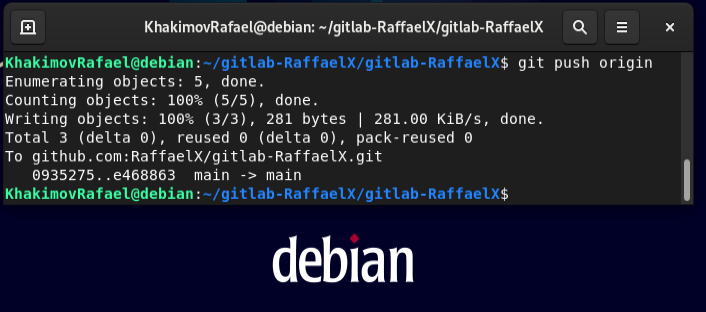 KhakimovRafael@debian: ~/gitlab-RaffaelX/gitlab-RaffaelX
KhakimovRafael@debian:~/gitlab-RaffaelX/gitlab-RaffaelX$ git push origin
Enumerating objects: 5, done.
Counting objects: 100% (5/5), done.
Writing objects: 100% (3/3), 281 bytes | 281.00 KiB/s, done.
Total 3 (delta 0), reused 0 (delta 0), pack-reused 0
To github.com:RaffaelX/gitlab-RaffaelX.git
   0935275..e468863  main -> main
KhakimovRafael@debian:~/gitlab-RaffaelX/gitlab-RaffaelX$
debian